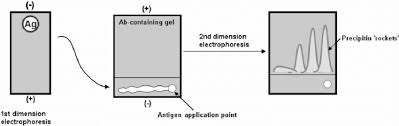 (-)
Ag
(+)
1st dimension
electrophoresis
(+)
Ab-containing gel
(-)
Antigen application point
2nd dimension
electrophoresis
Precipitin 'rockets'